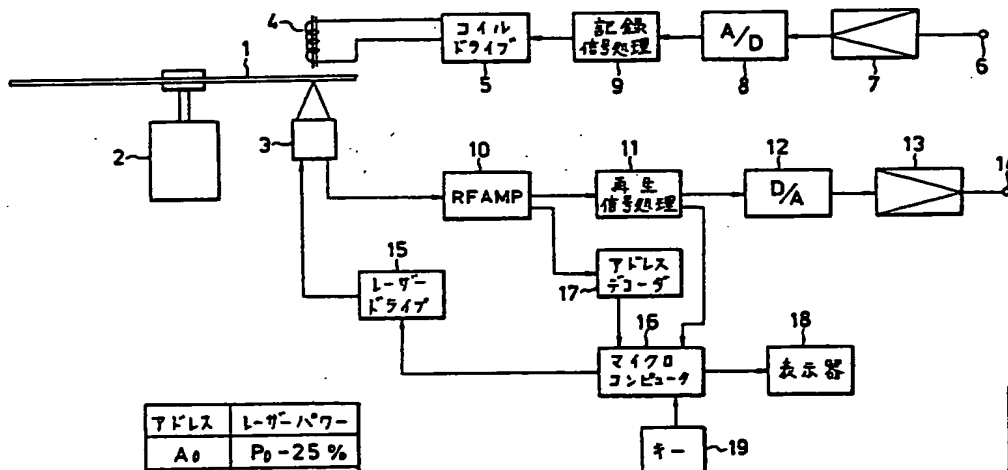 4
コイル
ドライブ
5
記録
信号処理
9
A/D
8
7
6
1
2
3
10
RF AMP
11
再生
信号処理
12
D/A
13
14
15
レーザー
ドライブ
アドレス
デコーダ
17
16
マイクロ
コンピュータ
18
表示器
キー
19
アドレス レーザーパワー
A0 P0-25%